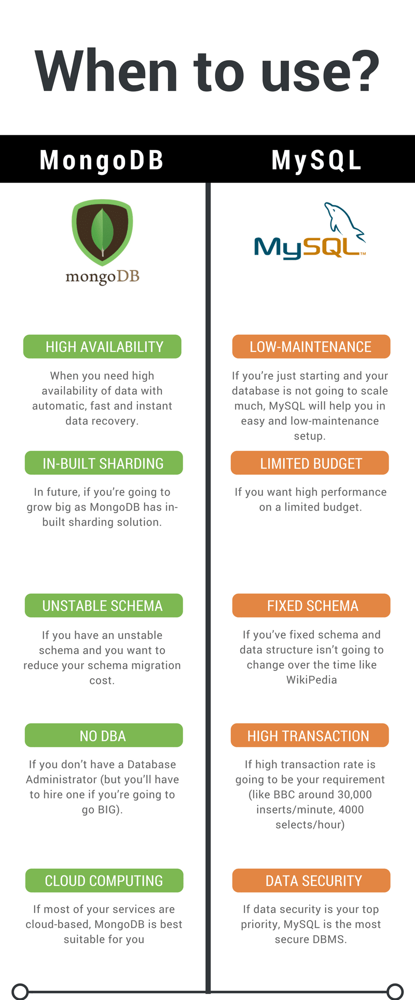 When to use?
MongoDB
MySQL
mongoDB
MySQL™
HIGH AVAILABILITY
When you need high
availability of data with
automatic, fast and instant
data recovery.
LOW-MAINTENANCE
If you’re just starting and your
database is not going to scale
much, MySQL will help you in
easy and low-maintenance
setup.
IN-BUILT SHARDING
In future, if you’re going to
grow big as MongoDB has in-
built sharding solution.
LIMITED BUDGET
If you want high performance
on a limited budget.
UNSTABLE SCHEMA
If you have an unstable
schema and you want to
reduce your schema migration
cost.
FIXED SCHEMA
If you’ve fixed schema and
data structure isn’t going to
change over the time like
WikiPedia
NO DBA
If you don’t have a Database
Administrator (but you’ll have
to hire one if you’re going to
go BIG).
HIGH TRANSACTION
If high transaction rate is
going to be your requirement
(like BBC around 30,000
inserts/minute, 4000
selects/hour)
CLOUD COMPUTING
If most of your services are
cloud-based, MongoDB is best
suitable for you
DATA SECURITY
If data security is your top
priority, MySQL is the most
secure DBMS.